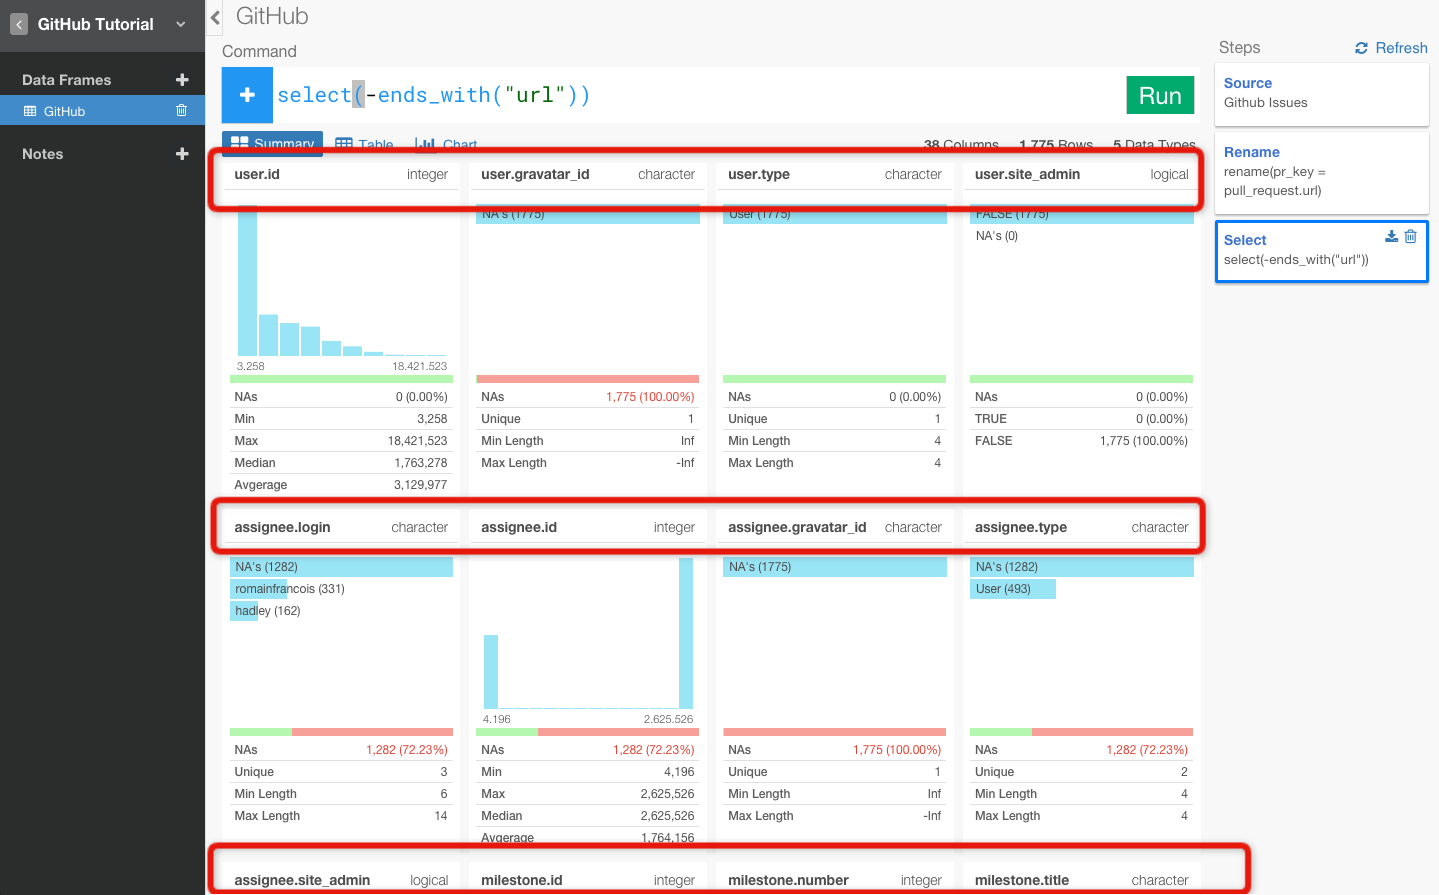 GitHub Tutorial
Data Frames
GitHub
Notes
GitHub
Command
select(-ends_with("url"))
Run
Summary Table Chart 38 Columns 1,775 Rows 5 Data Types
user.id integer user.gravatar_id character user.type character user.site_admin logical
NA's (1775) User (1775) FALSE (1775)
NA's (0)
3.258 18.421.523
NAs 0 (0.00%) NAs 1,775 (100.00%) NAs 0 (0.00%) NAs 0 (0.00%)
Min 3,258 Unique 1 Unique 1 TRUE 0 (0.00%)
Max 18,421,523 Min Length Inf Min Length 4 FALSE 1,775 (100.00%)
Median 1,763,278 Max Length -Inf Max Length 4
Avgerage 3,129,977
assignee.login character assignee.id integer assignee.gravatar_id character assignee.type character
NA's (1282) NA's (1775) NA's (1282)
romainfrancois (331) User (493)
hadley (162)
4.196 2.625.526
NAs 1,282 (72.23%) NAs 1,282 (72.23%) NAs 1,775 (100.00%) NAs 1,282 (72.23%)
Unique 3 Min 4,196 Unique 1 Unique 2
Min Length 6 Max 2,625,526 Min Length Inf Min Length 4
Max Length 14 Median 2,625,526 Max Length -Inf Max Length 4
Avgerage 1,764,156
assignee.site_admin logical milestone.id integer milestone.number integer milestone.title character
Steps Refresh
Source
Github Issues
Rename
rename(pr_key =
pull_request.url)
Select
select(-ends_with("url"))